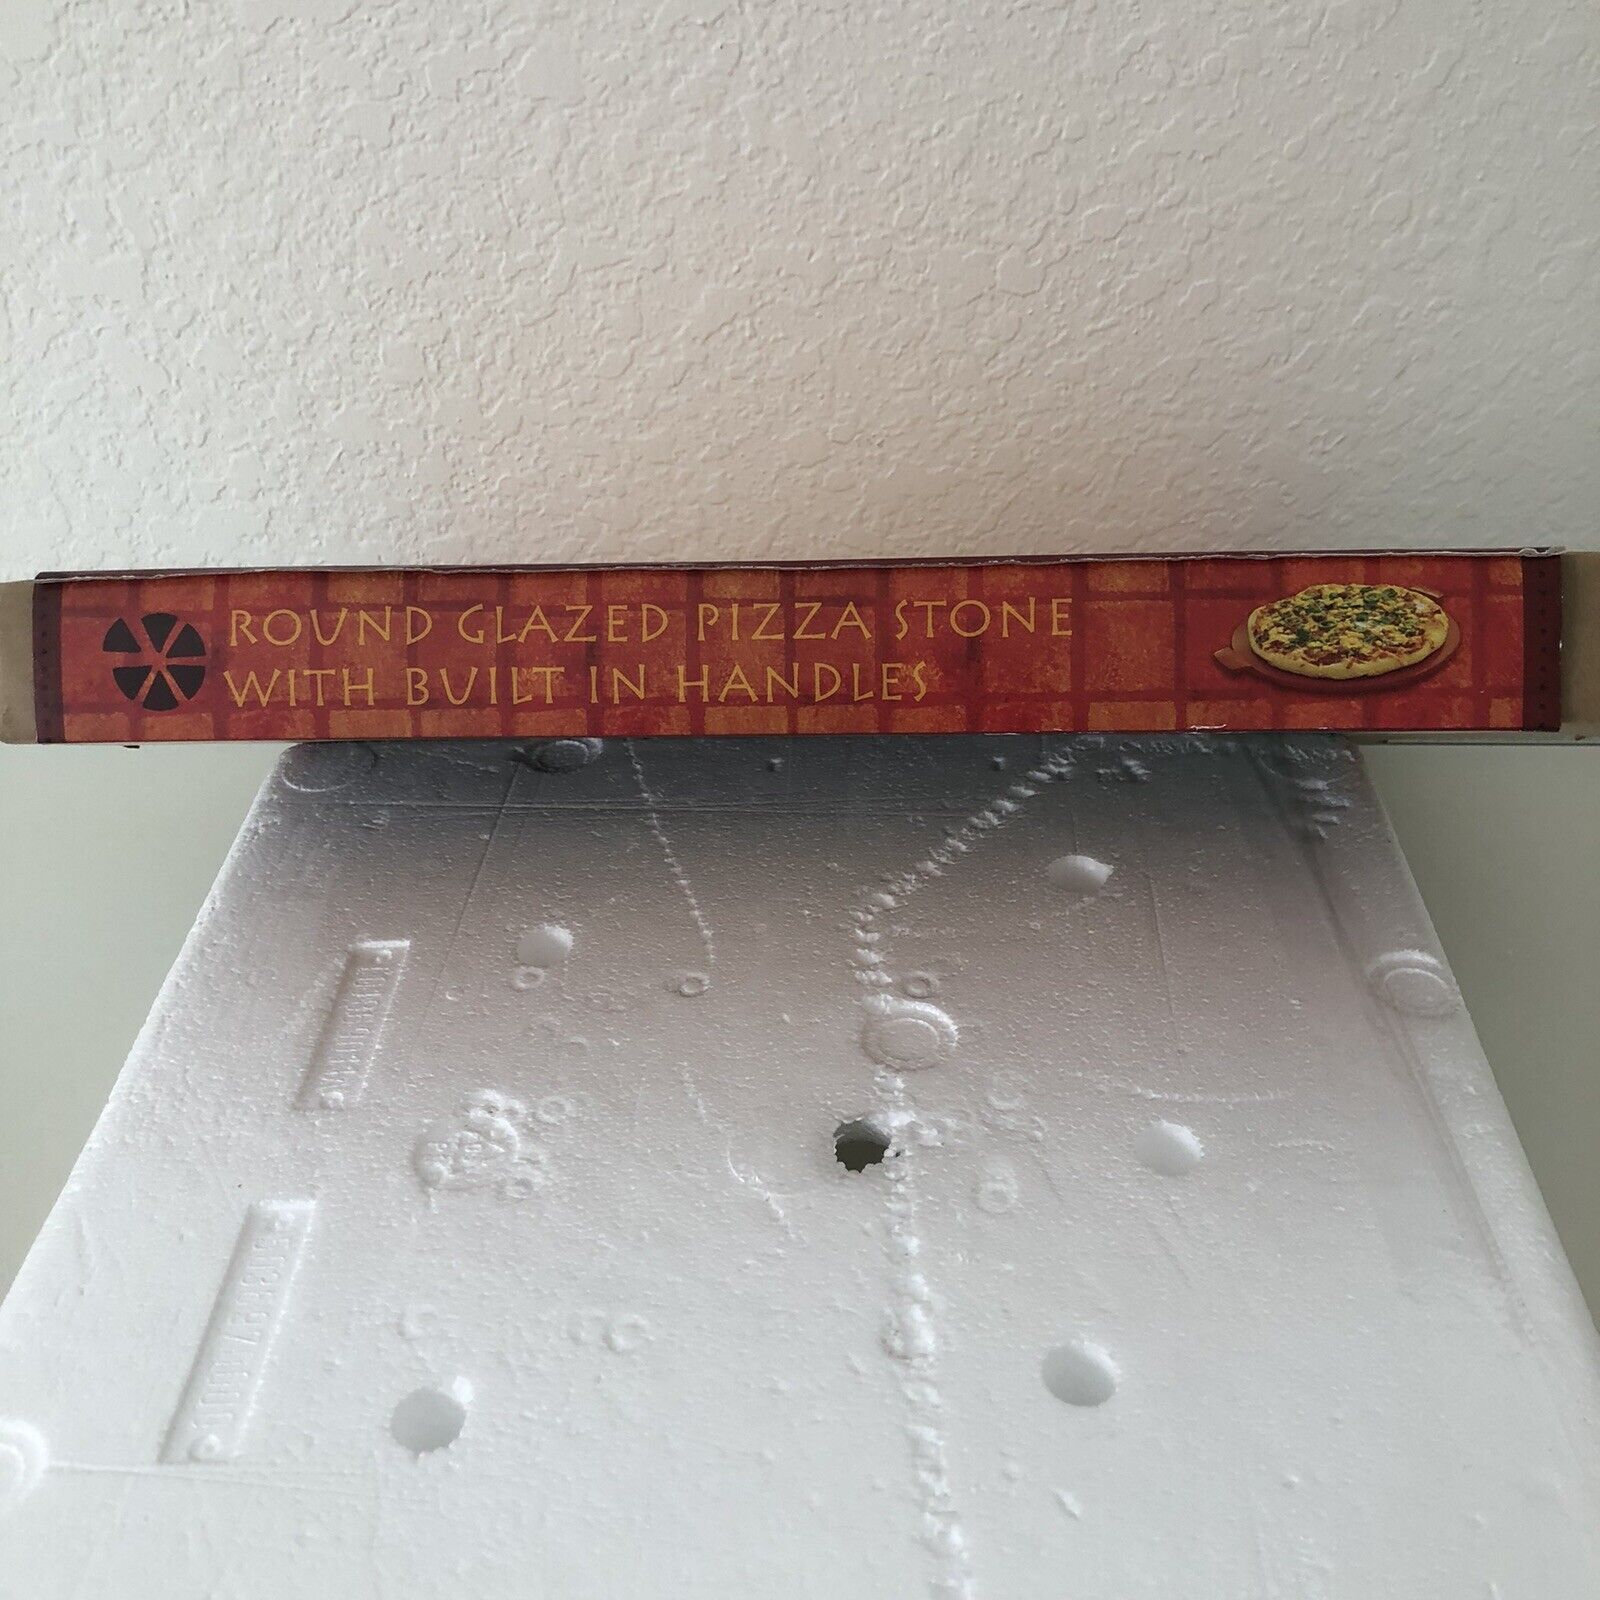 ROUND GLAZED PIZZA STONE
WITH BUILT IN HANDLES